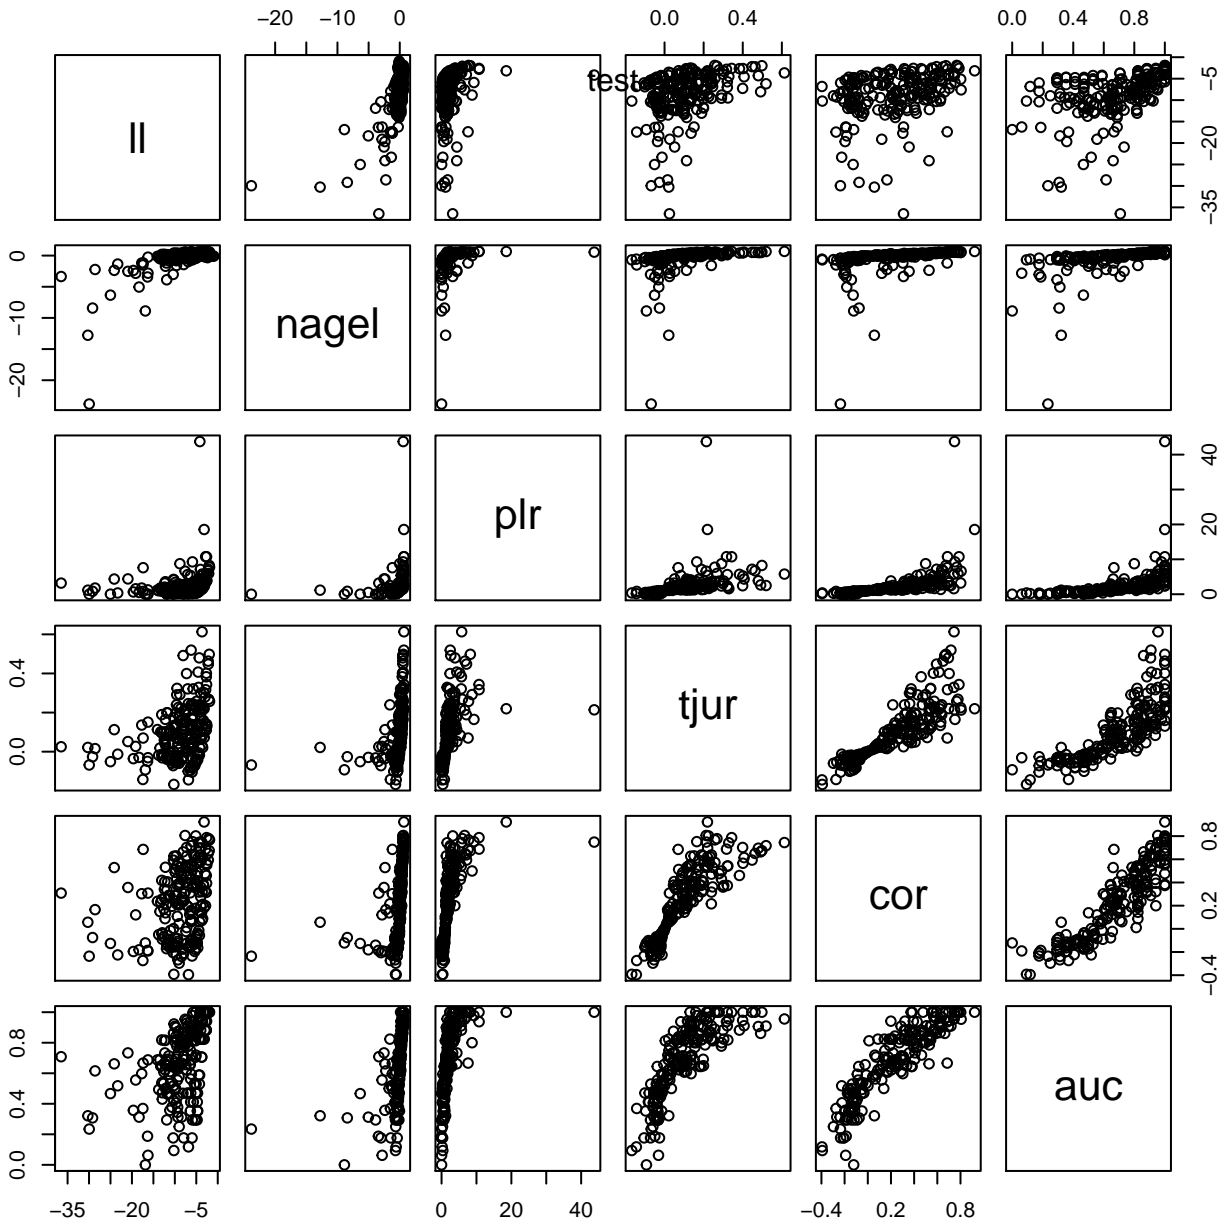 −20 −10 0 0.0 0.4 0.0 0.4 0.8
ll test −5 −20 −35
0 −10 −20 nagel
plr 40 20 0
0.4 0.0 tjur
cor 0.8 0.2 −0.4
0.8 0.4 0.0 auc
−35 −20 −5 0 20 40 −0.4 0.2 0.8